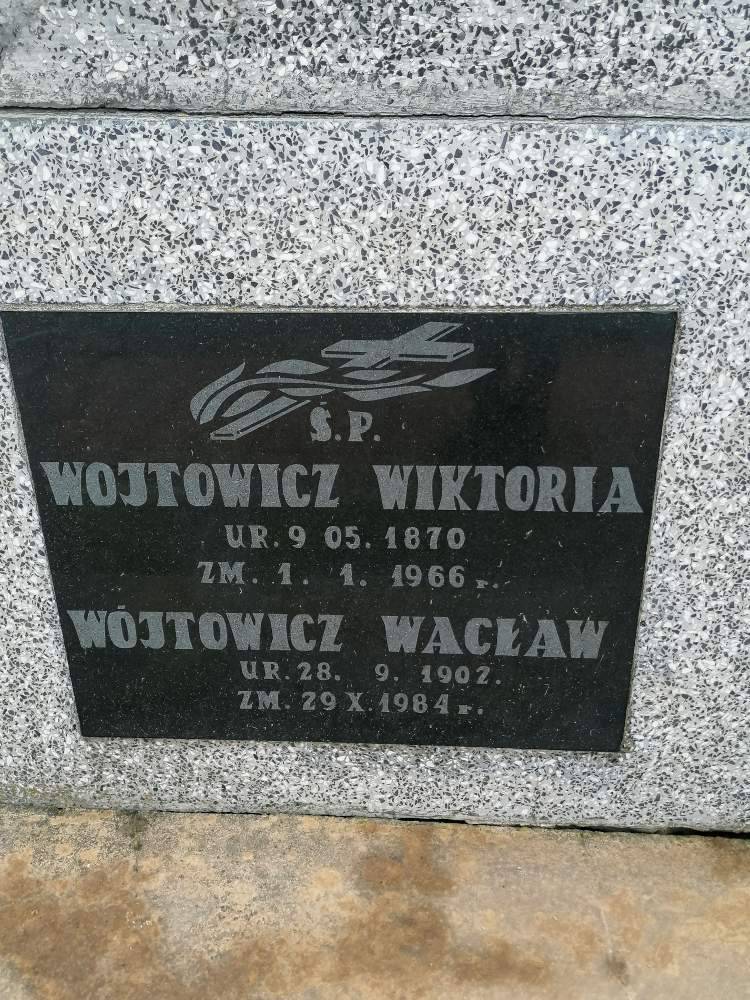 Ś.P.
WOJTOWICZ WIKTORIA
UR. 9 05. 1870
ZM. 1. 1. 1966 r.
WÓJTOWICZ WACŁAW
UR. 28. 9. 1902.
ZM. 29 X. 1984 r.